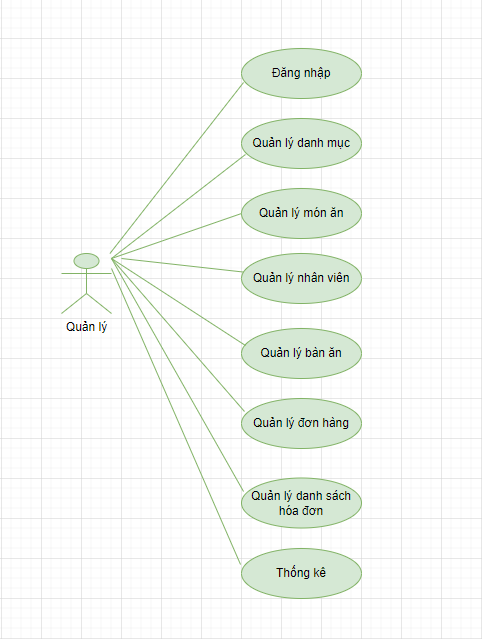 Đăng nhập
Quản lý danh mục
Quản lý món ăn
Quản lý nhân viên
Quản lý
Quản lý bàn ăn
Quản lý đơn hàng
Quản lý danh sách
hóa đơn
Thống kê